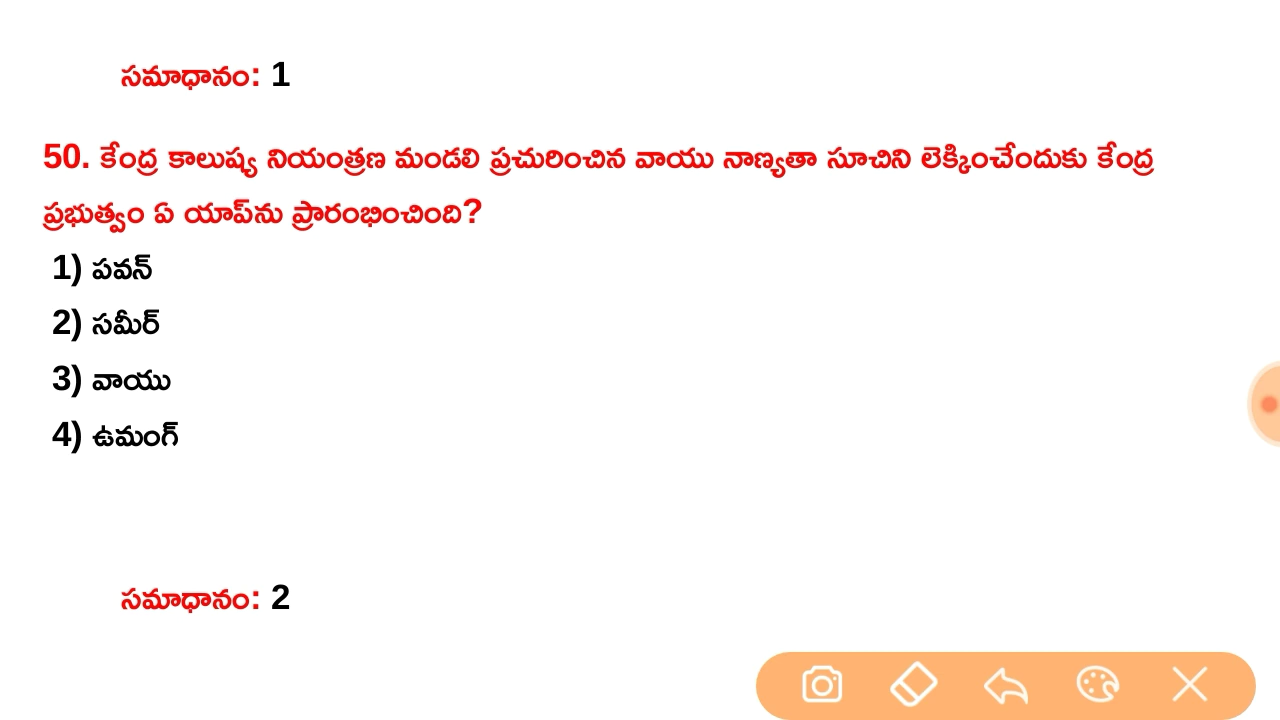 సమాధానం: 1
50. కేంద్ర కాలుష్య నియంత్రణ మండలి ప్రచురించిన వాయు నాణ్యతా సూచిని లెక్కించేందుకు కేంద్ర
ప్రభుత్వం ఏ యాప్‌ను ప్రారంభించింది?
1) పవన్
2) సమీర్
3) వాయు
4) ఉమంగ్
సమాధానం: 2